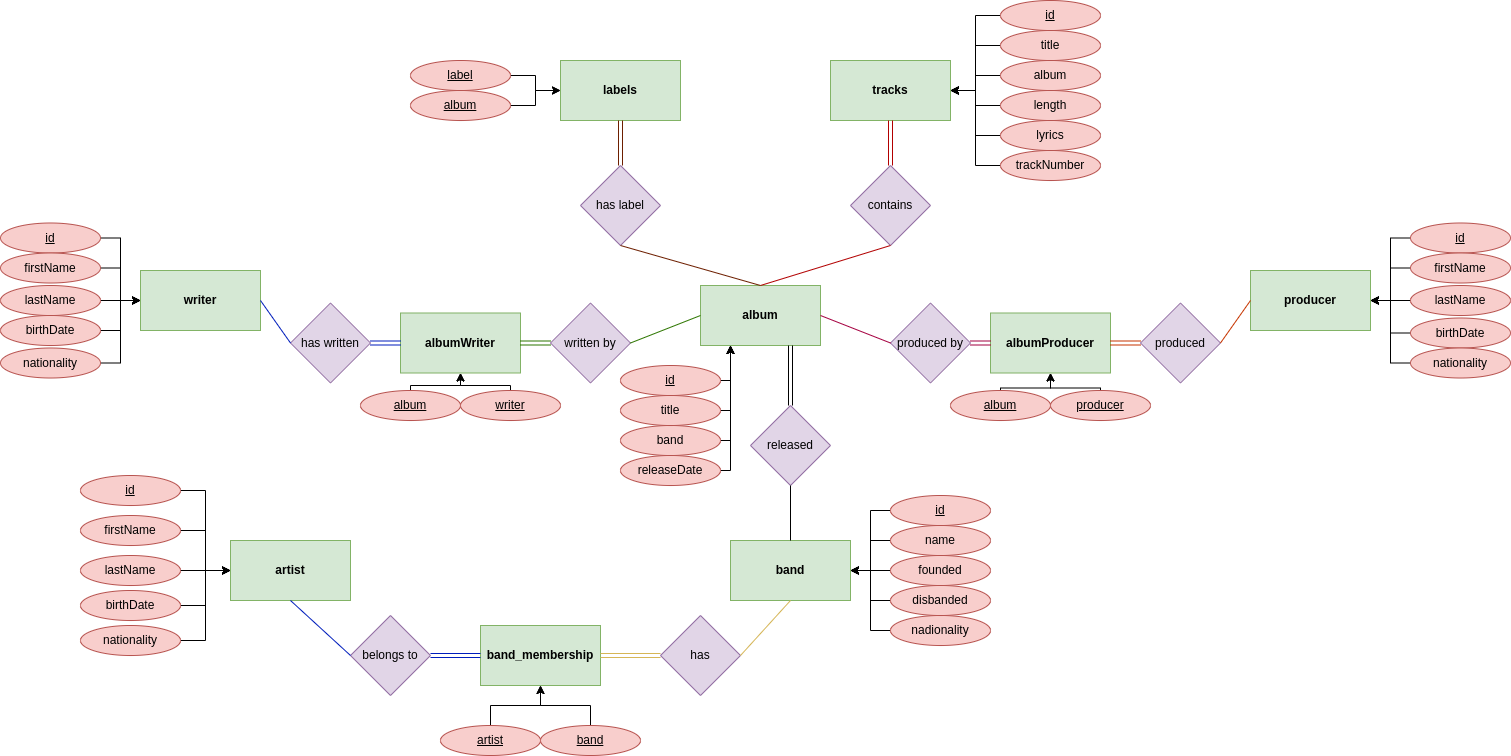 id
title
album
length
lyrics
trackNumber
label
album
labels
tracks
has label
contains
id
firstName
lastName
birthDate
nationality
writer
has written
albumWriter
album
writer
written by
album
id
title
band
releaseDate
released
produced by
albumProducer
album
producer
produced
producer
id
firstName
lastName
birthDate
nationality
id
firstName
lastName
birthDate
nationality
artist
belongs to
band_membership
artist
band
has
band
id
name
founded
disbanded
nadionality